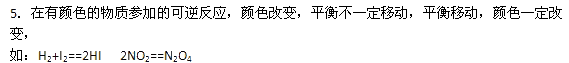 5. 在有颜色的物质参加的可逆反应，颜色改变，平衡不一定移动，平衡移动，颜色一定改
变，
如：H₂+I₂==2HI 2NO₂==N₂O₄